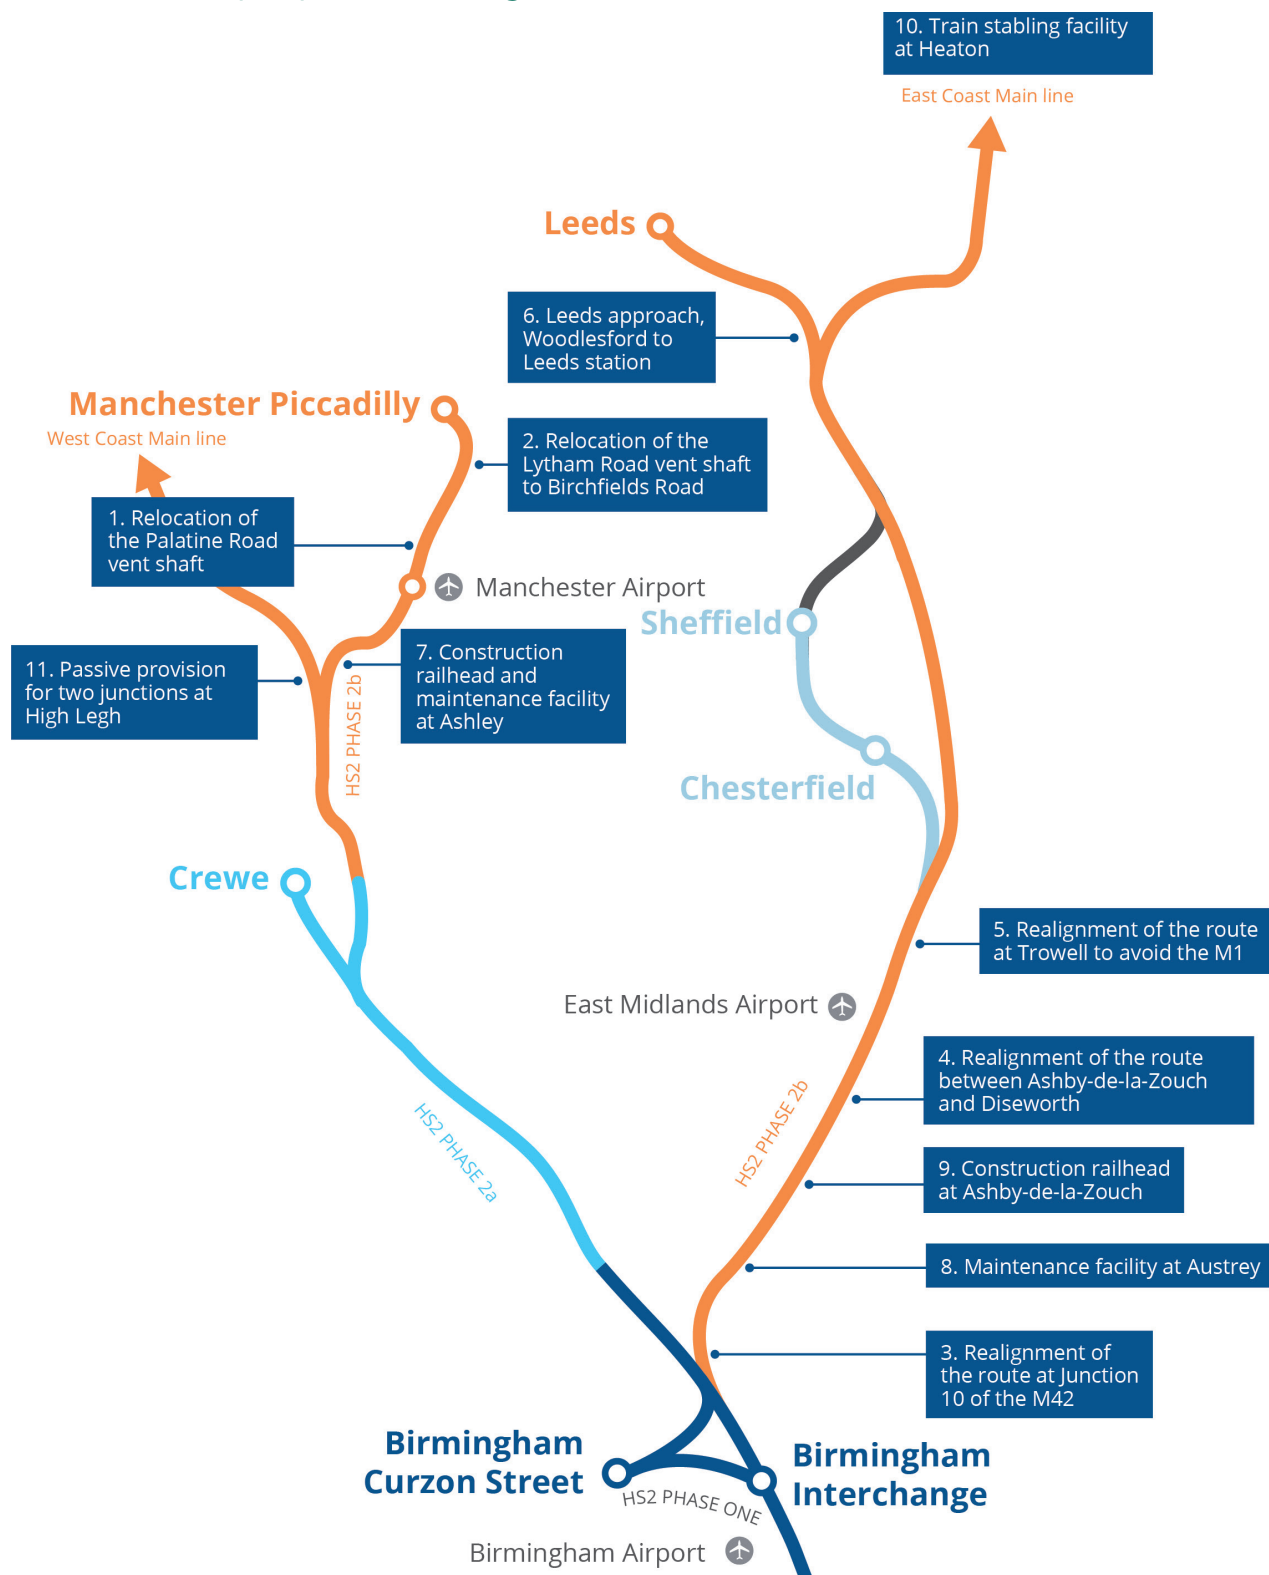 10. Train stabling facility
at Heaton
East Coast Main line
Leeds
6. Leeds approach,
Woodlesford to
Leeds station
Manchester Piccadilly
West Coast Main line
2. Relocation of the
Lytham Road vent shaft
to Birchfields Road
1. Relocation of
the Palatine Road
vent shaft
Manchester Airport
Sheffield
11. Passive provision
for two junctions at
High Legh
7. Construction
railhead and
maintenance facility
at Ashley
HS2 PHASE 2b
Chesterfield
Crewe
5. Realignment of the route
at Trowell to avoid the M1
East Midlands Airport
4. Realignment of the route
between Ashby-de-la-Zouch
and Diseworth
HS2 PHASE 2a
HS2 PHASE 2b
9. Construction railhead
at Ashby-de-la-Zouch
8. Maintenance facility at Austrey
3. Realignment of
the route at Junction
10 of the M42
Birmingham
Curzon Street
Birmingham
Interchange
HS2 PHASE ONE
Birmingham Airport